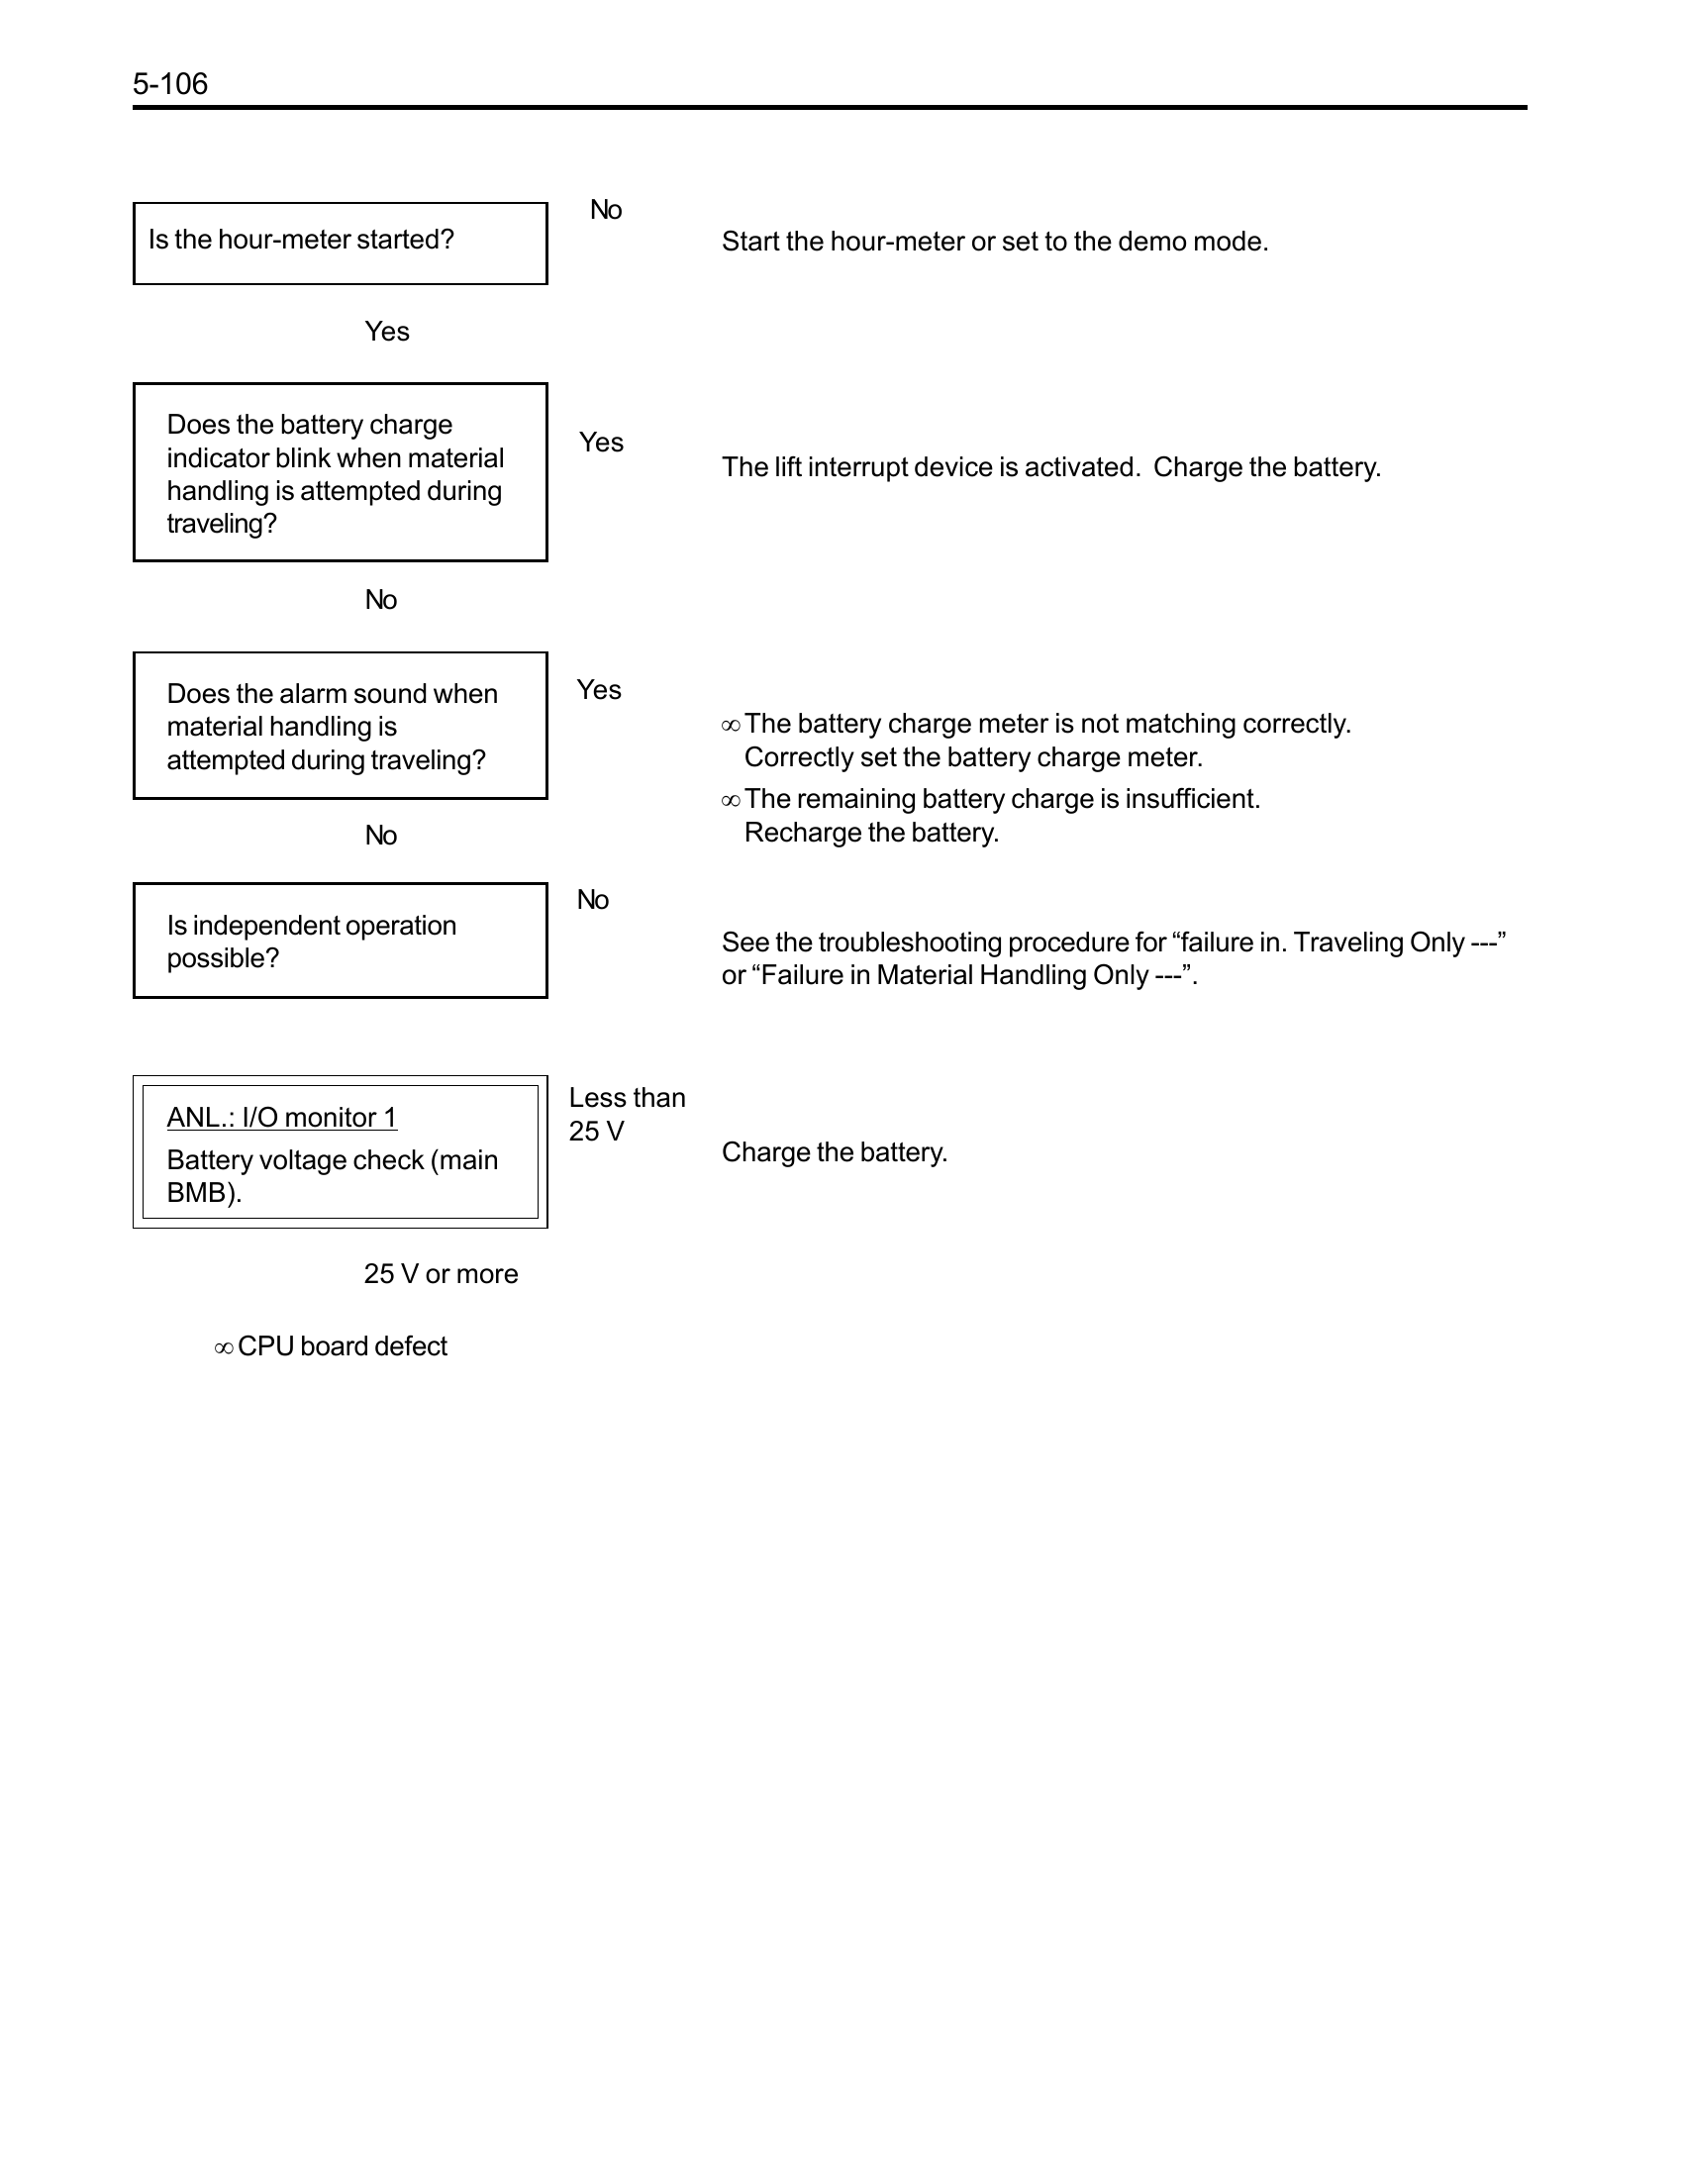 5-106
Is the hour-meter started?
No
Start the hour-meter or set to the demo mode.
Yes
Does the battery charge
indicator blink when material
handling is attempted during
traveling?
Yes
The lift interrupt device is activated.  Charge the battery.
No
Does the alarm sound when
material handling is
attempted during traveling?
Yes
∞ The battery charge meter is not matching correctly.
Correctly set the battery charge meter.
∞ The remaining battery charge is insufficient.
Recharge the battery.
No
Is independent operation
possible?
No
See the troubleshooting procedure for “failure in. Traveling Only ---”
or “Failure in Material Handling Only ---”.
ANL.: I/O monitor 1
Battery voltage check (main
BMB).
Less than
25 V
Charge the battery.
25 V or more
∞ CPU board defect